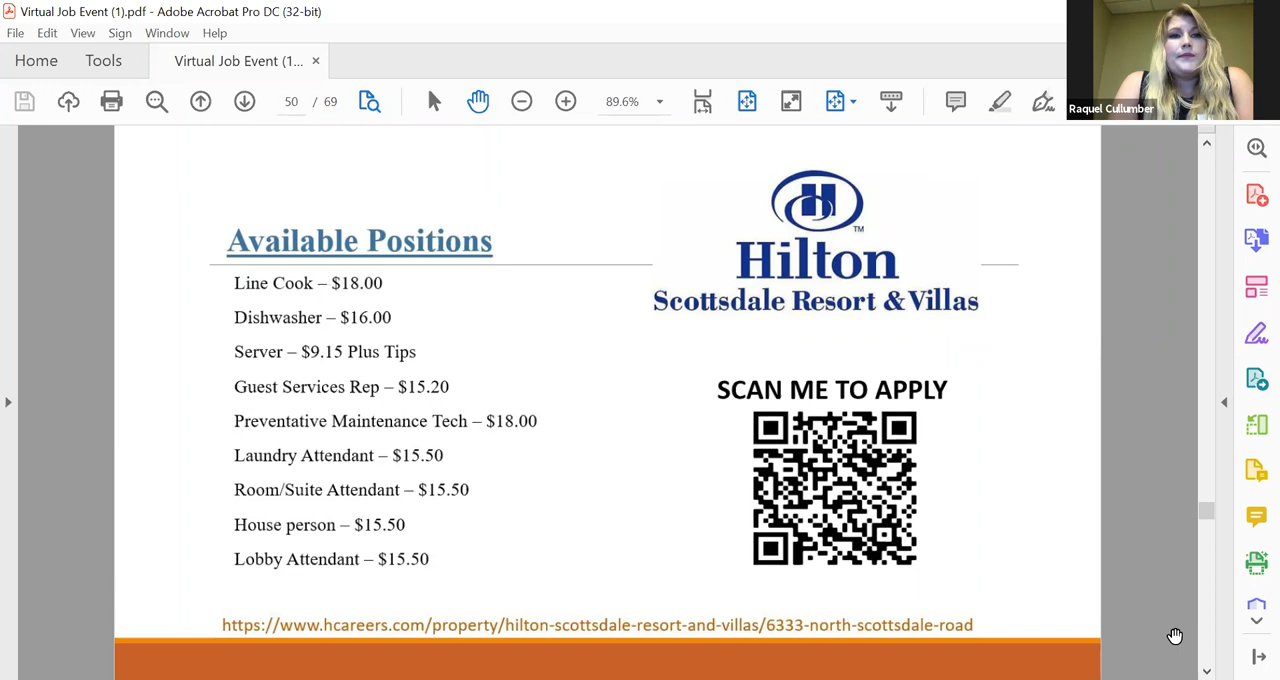 Virtual Job Event (1).pdf - Adobe Acrobat Pro DC (32-bit)
File Edit View Sign Window Help
Home Tools Virtual Job Event (1... ×
50 / 69 89.6%
Raquel Cullumber
Hilton
Scottsdale Resort & Villas
TM
Available Positions
Line Cook – $18.00
Dishwasher – $16.00
Server – $9.15 Plus Tips
Guest Services Rep – $15.20
Preventative Maintenance Tech – $18.00
Laundry Attendant – $15.50
Room/Suite Attendant – $15.50
House person – $15.50
Lobby Attendant – $15.50
SCAN ME TO APPLY
https://www.hcareers.com/property/hilton-scottsdale-resort-and-villas/6333-north-scottsdale-road